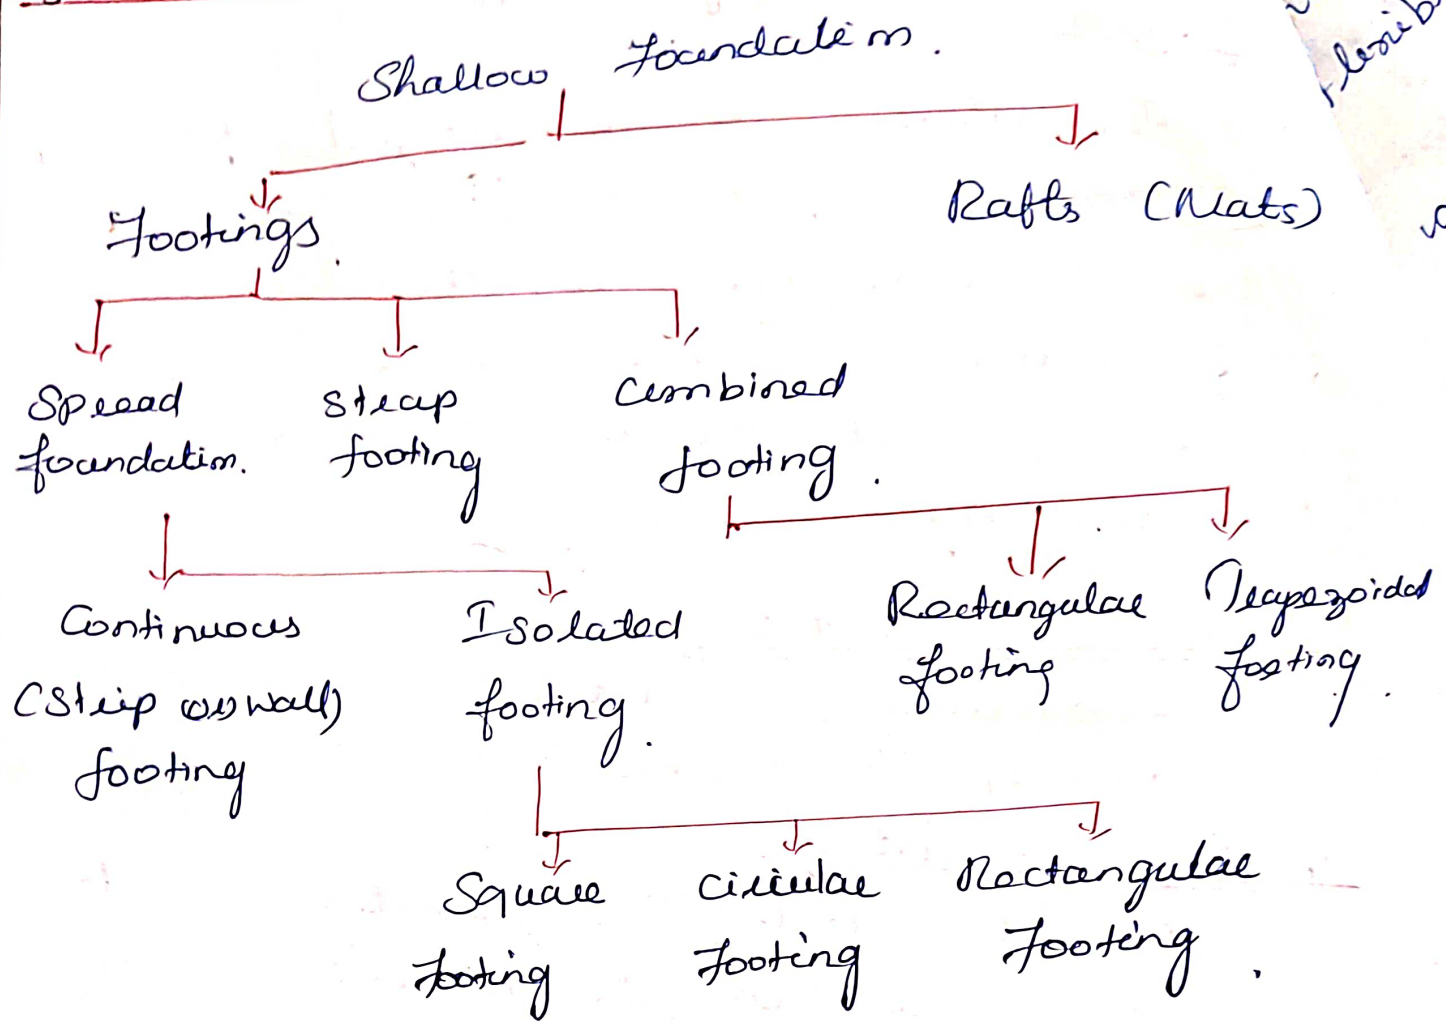 Shallow Foundation.
Footings.
Rafts (Mats)
Spread
foundation.
Strap
footing
Combined
footing.
Continuous
(Strip (or) wall)
footing
Isolated
footing.
Rectangular
footing
Trapezoidal
footing.
Square
Footing
Circular
Footing
Rectangular
Footing.